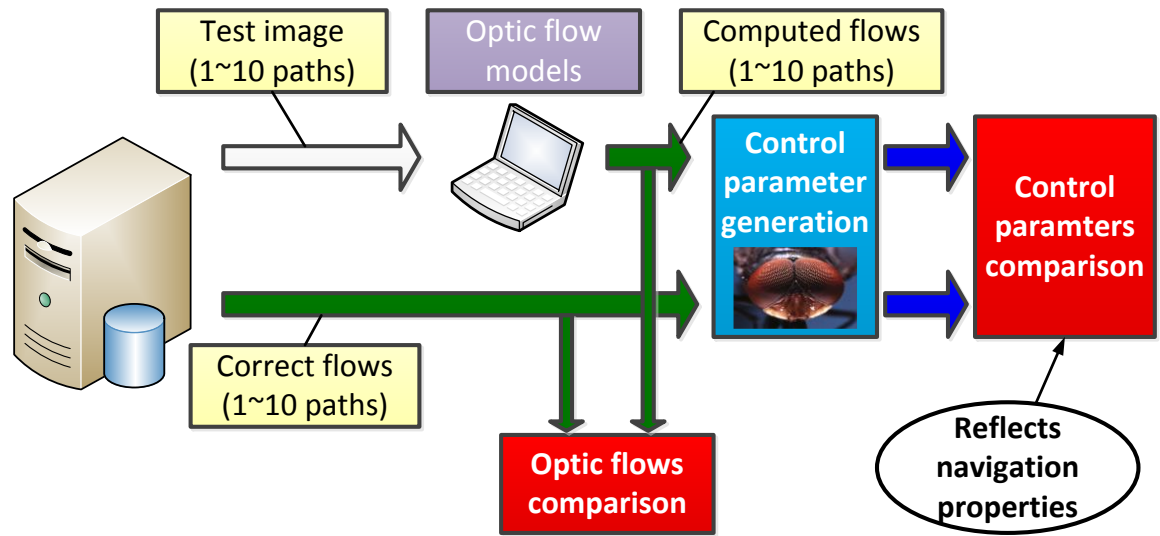 Test image
(1~10 paths)
Optic flow
models
Computed flows
(1~10 paths)
Control
parameter
generation
Control
paramters
comparison
Correct flows
(1~10 paths)
Optic flows
comparison
Reflects
navigation
properties